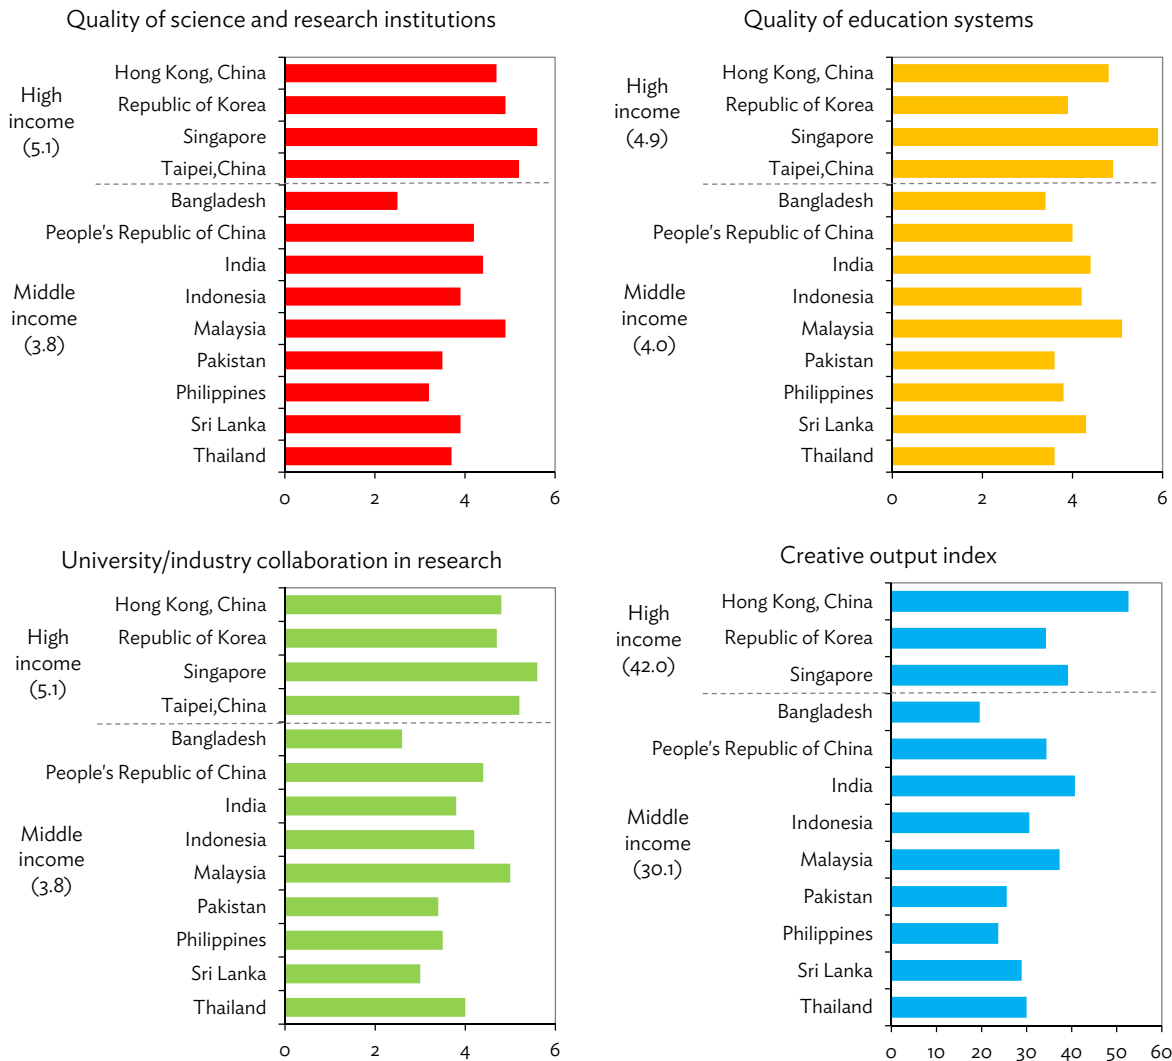 Quality of science and research institutions
High
income
(5.1)
Hong Kong, China
Republic of Korea
Singapore
Taipei,China
Middle
income
(3.8)
Bangladesh
People's Republic of China
India
Indonesia
Malaysia
Pakistan
Philippines
Sri Lanka
Thailand
0 2 4 6
Quality of education systems
High
income
(4.9)
Hong Kong, China
Republic of Korea
Singapore
Taipei,China
Middle
income
(4.0)
Bangladesh
People's Republic of China
India
Indonesia
Malaysia
Pakistan
Philippines
Sri Lanka
Thailand
0 2 4 6
University/industry collaboration in research
High
income
(5.1)
Hong Kong, China
Republic of Korea
Singapore
Taipei,China
Middle
income
(3.8)
Bangladesh
People's Republic of China
India
Indonesia
Malaysia
Pakistan
Philippines
Sri Lanka
Thailand
0 2 4 6
Creative output index
High
income
(42.0)
Hong Kong, China
Republic of Korea
Singapore
Middle
income
(30.1)
Bangladesh
People's Republic of China
India
Indonesia
Malaysia
Pakistan
Philippines
Sri Lanka
Thailand
0 10 20 30 40 50 60